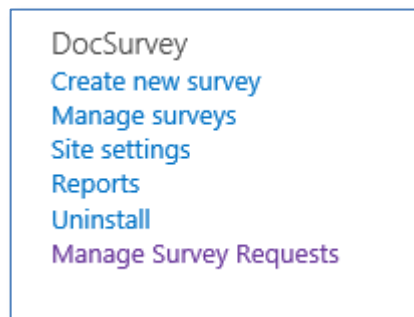 DocSurvey
Create new survey
Manage surveys
Site settings
Reports
Uninstall
Manage Survey Requests